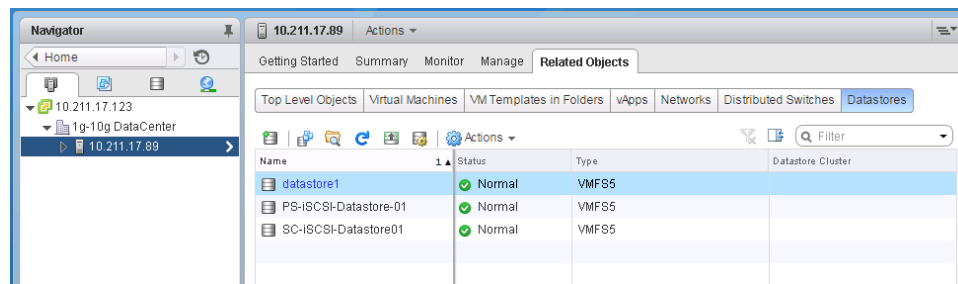 Navigator
10.211.17.89 Actions
Home
Getting Started Summary Monitor Manage Related Objects
Top Level Objects Virtual Machines VM Templates in Folders vApps Networks Distributed Switches Datastores
10.211.17.123
1g-10g DataCenter
10.211.17.89
Actions Filter
Name 1 Status Type Datastore Cluster
datastore1 Normal VMFS5
PS-iSCSI-Datastore-01 Normal VMFS5
SC-iSCSI-Datastore01 Normal VMFS5